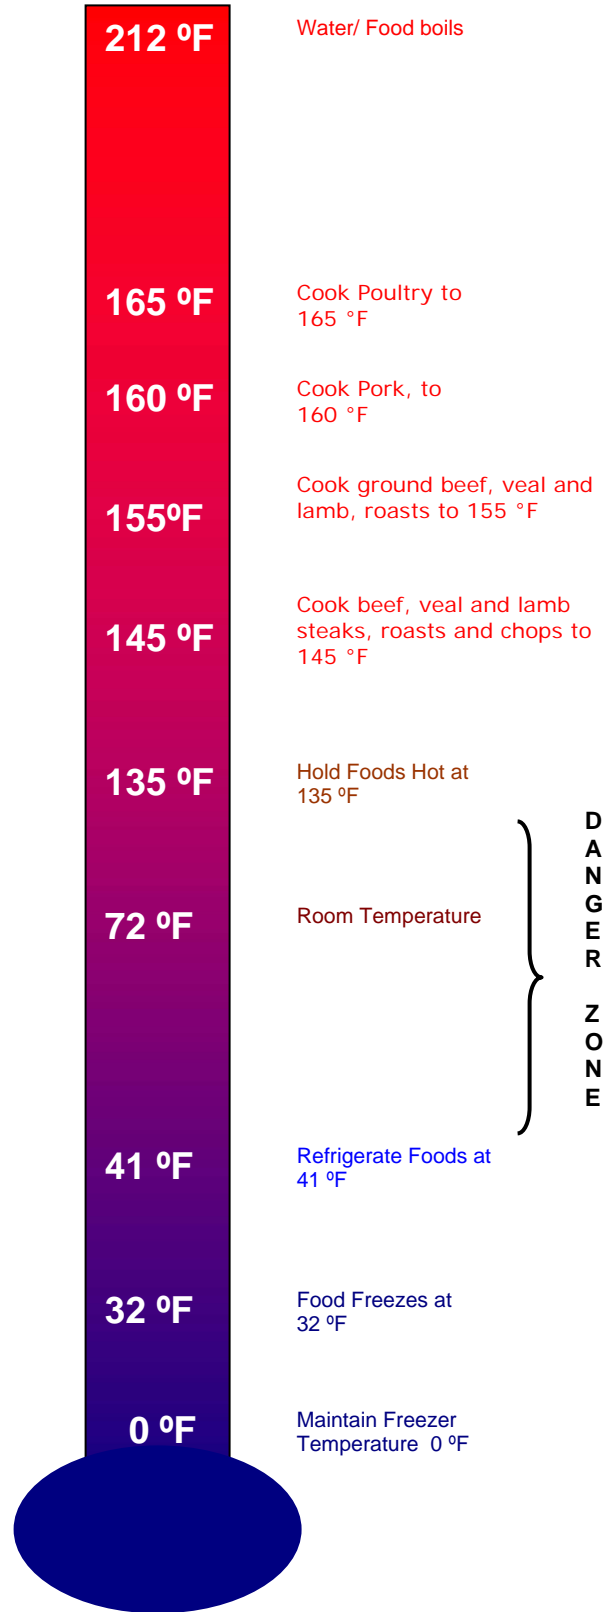 212 ºF
Water/ Food boils
165 ºF
Cook Poultry to
165 °F
160 ºF
Cook Pork, to
160 °F
155ºF
Cook ground beef, veal and
lamb, roasts to 155 °F
145 ºF
Cook beef, veal and lamb
steaks, roasts and chops to
145 °F
135 ºF
Hold Foods Hot at
135 ºF
D
A
N
G
E
R
Z
O
N
E
72 ºF
Room Temperature
41 ºF
Refrigerate Foods at
41 ºF
32 ºF
Food Freezes at
32 ºF
0 ºF
Maintain Freezer
Temperature 0 ºF